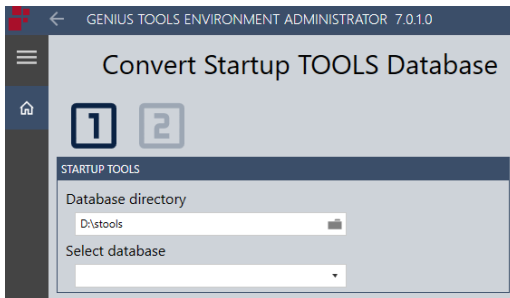 GENIUS TOOLS ENVIRONMENT ADMINISTRATOR 7.0.1.0
Convert Startup TOOLS Database
1 2
STARTUP TOOLS
Database directory
D:\stools
Select database